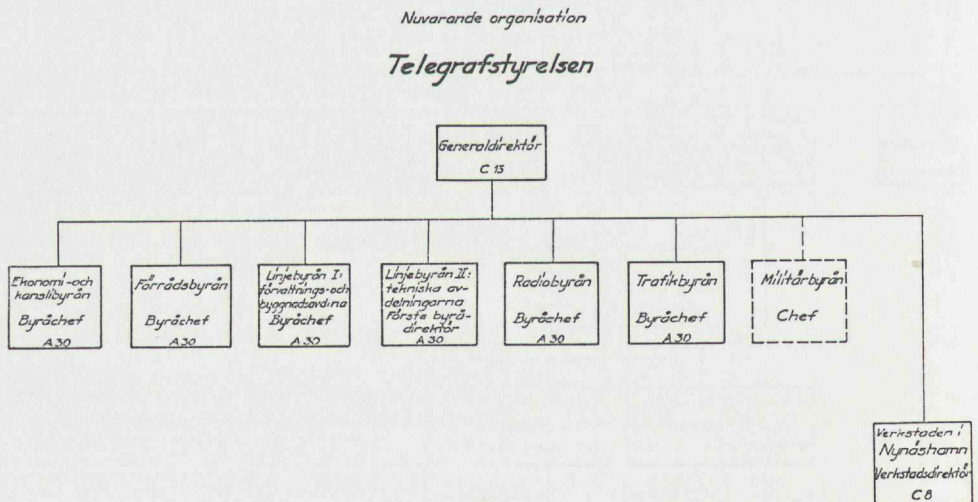 Nuvarande organisation
Telegrafstyrelsen
Generaldirektör
C 15
Ekonomi-och
kanslibyrån
Byråchef
A 30
Förrådsbyrån
Byråchef
A 30
Linjebyrån I:
förvaltnings-och
byggnadsavd:na
Byråchef
A 30
Linjebyrån II:
tekniska av-
delningarna
Förste byrå-
direktör
A 30
Radiobyrån
Byråchef
A 30
Trafikbyrån
Byråchef
A 30
Militärbyrån
Chef
Verkstaden i
Nynäshamn
Verkstadsdirektör
C 8